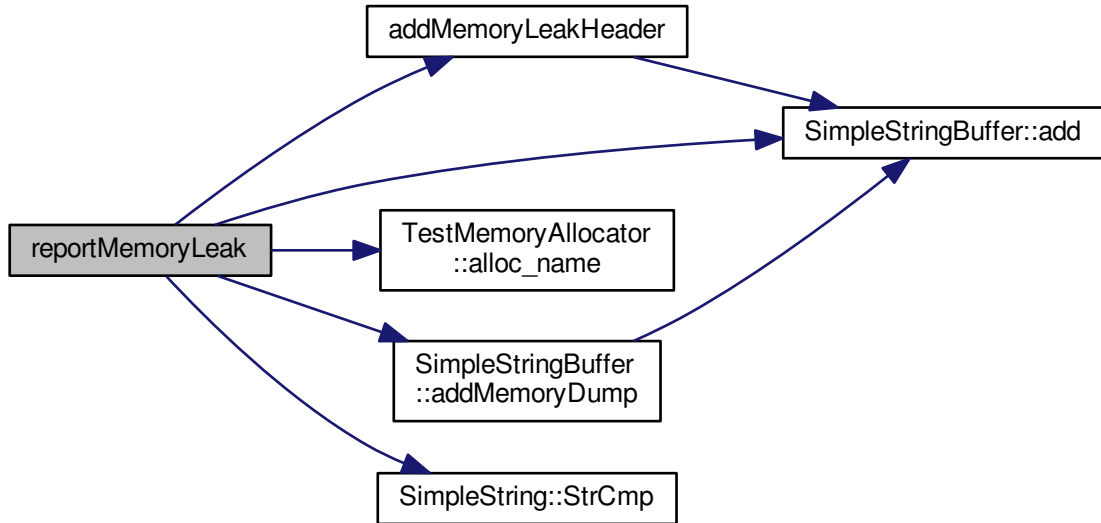 addMemoryLeakHeader
SimpleStringBuffer::add
reportMemoryLeak
TestMemoryAllocator
::alloc_name
SimpleStringBuffer
::addMemoryDump
SimpleString::StrCmp